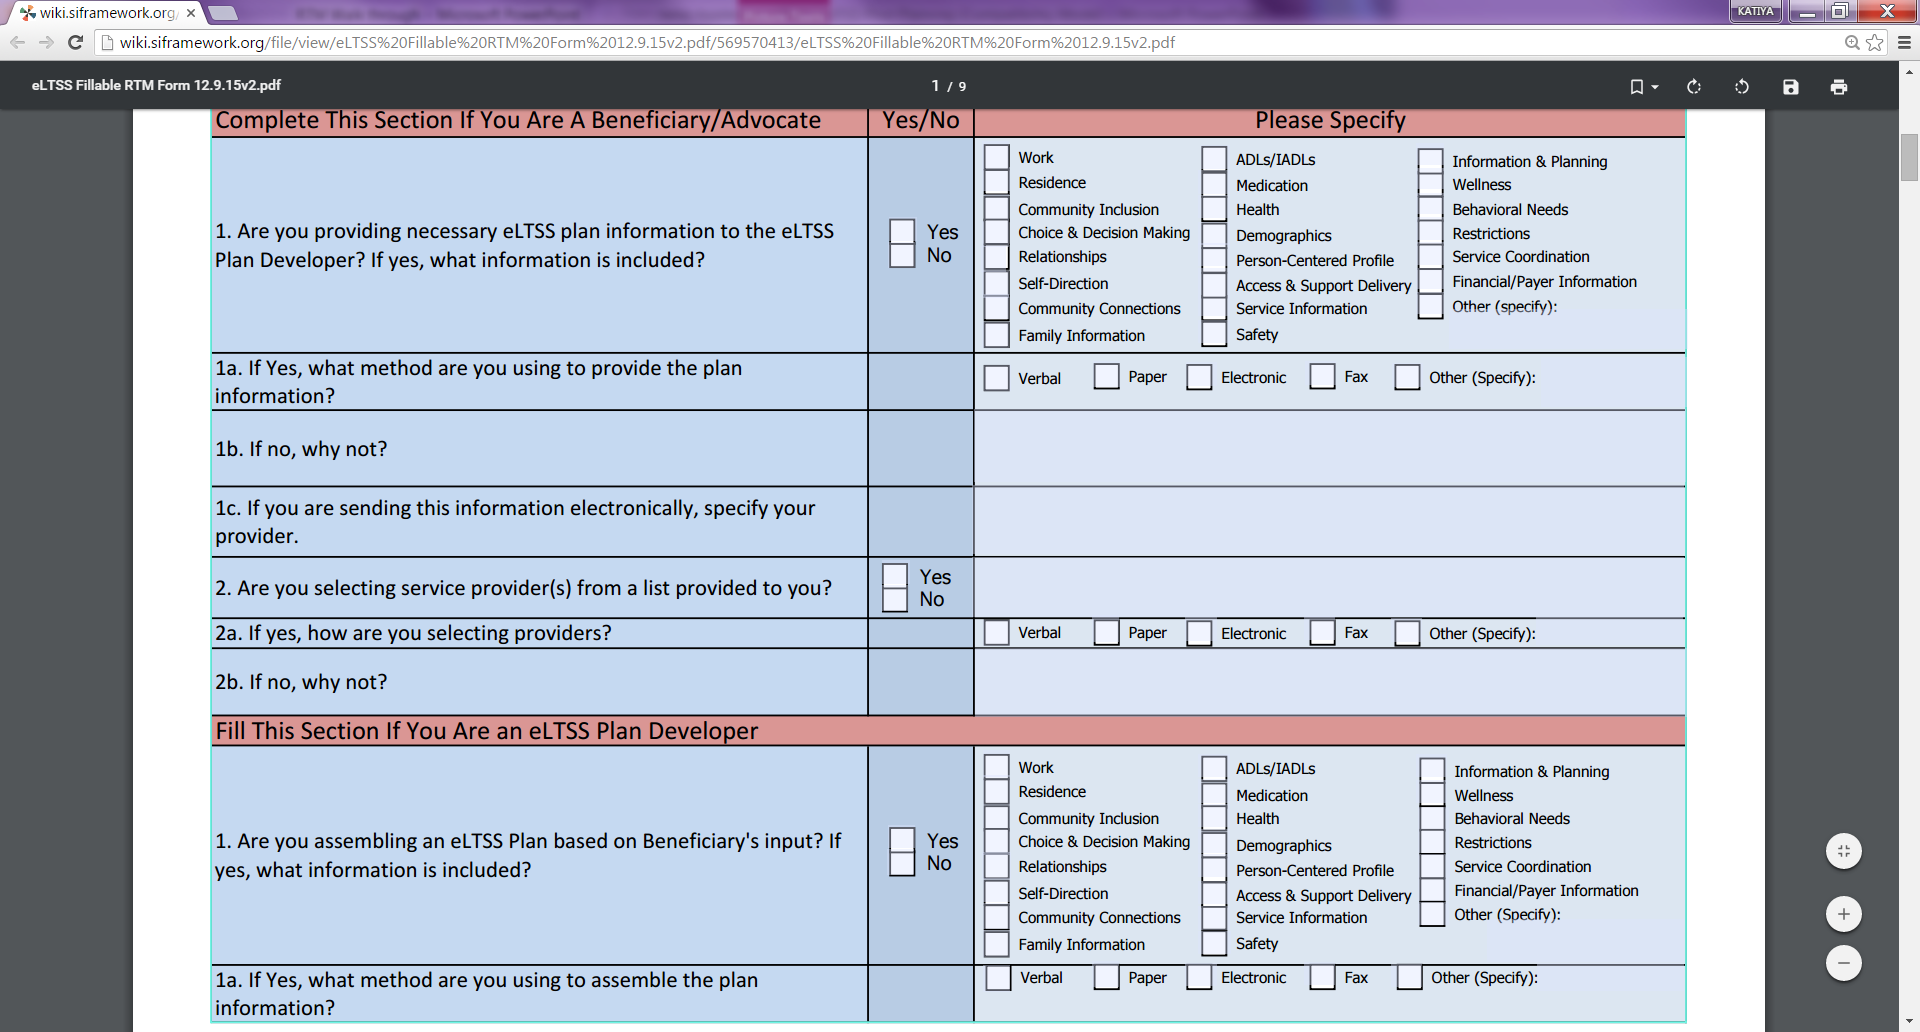 wiki.siframework.org/
KATIYA
wiki.siframework.org/file/view/eLTSS%20Fillable%20RTM%20Form%2012.9.15v2.pdf/569570413/eLTSS%20Fillable%20RTM%20Form%2012.9.15v2.pdf
eLTSS Fillable RTM Form 12.9.15v2.pdf
1 / 9
Complete This Section If You Are A Beneficiary/Advocate Yes/No Please Specify
1. Are you providing necessary eLTSS plan information to the eLTSS
Plan Developer? If yes, what information is included?
Yes
No
Work
Residence
Community Inclusion
Choice & Decision Making
Relationships
Self-Direction
Community Connections
Family Information
ADLs/IADLs
Medication
Health
Demographics
Person-Centered Profile
Access & Support Delivery
Service Information
Safety
Information & Planning
Wellness
Behavioral Needs
Restrictions
Service Coordination
Financial/Payer Information
Other (specify):
1a. If Yes, what method are you using to provide the plan
information?
Verbal Paper Electronic Fax Other (Specify):
1b. If no, why not?
1c. If you are sending this information electronically, specify your
provider.
2. Are you selecting service provider(s) from a list provided to you?
Yes
No
2a. If yes, how are you selecting providers?
Verbal Paper Electronic Fax Other (Specify):
2b. If no, why not?
Fill This Section If You Are an eLTSS Plan Developer
1. Are you assembling an eLTSS Plan based on Beneficiary's input? If
yes, what information is included?
Yes
No
Work
Residence
Community Inclusion
Choice & Decision Making
Relationships
Self-Direction
Community Connections
Family Information
ADLs/IADLs
Medication
Health
Demographics
Person-Centered Profile
Access & Support Delivery
Service Information
Safety
Information & Planning
Wellness
Behavioral Needs
Restrictions
Service Coordination
Financial/Payer Information
Other (Specify):
1a. If Yes, what method are you using to assemble the plan
information?
Verbal Paper Electronic Fax Other (Specify):